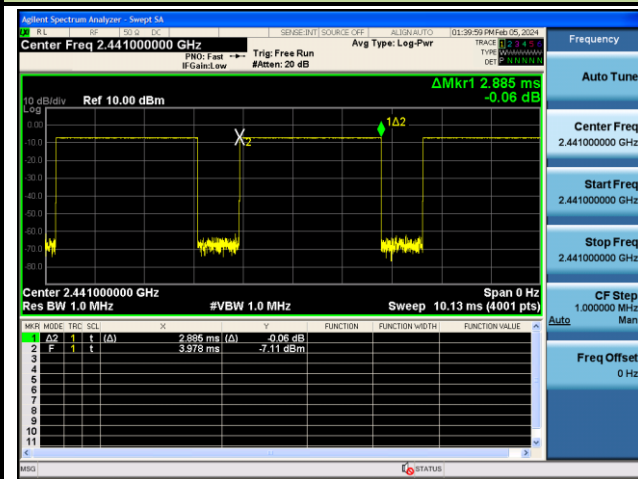 Agilent Spectrum Analyzer - Swept SA
RL RF 50 Ω DC SENSE:INT SOURCE OFF ALIGNAUTO 01:39:59 PM Feb 05, 2024
Center Freq 2.441000000 GHz
PNO: Fast
IFGain:Low
Trig: Free Run
#Atten: 20 dB
Avg Type: Log-Pwr
TRACE 1 2 3 4 5 6
TYPE
DET P N N N N N
ΔMkr1 2.885 ms
-0.06 dB
10 dB/div Ref 10.00 dBm
Log
0.00
-10.0
-20.0
-30.0
-40.0
-50.0
-60.0
-70.0
-80.0
X2
1Δ2
Center 2.441000000 GHz Span 0 Hz
Res BW 1.0 MHz #VBW 1.0 MHz Sweep 10.13 ms (4001 pts)
MKR MODE TRC SCL X Y FUNCTION FUNCTION WIDTH FUNCTION VALUE
1 Δ2 1 t (Δ) 2.885 ms (Δ) -0.06 dB
2 F 1 t 3.978 ms -7.11 dBm
3
4
5
6
7
8
9
10
11
MSG STATUS
Frequency
Auto Tune
Center Freq
2.441000000 GHz
Start Freq
2.441000000 GHz
Stop Freq
2.441000000 GHz
CF Step
1.000000 MHz
Auto Man
Freq Offset
0 Hz